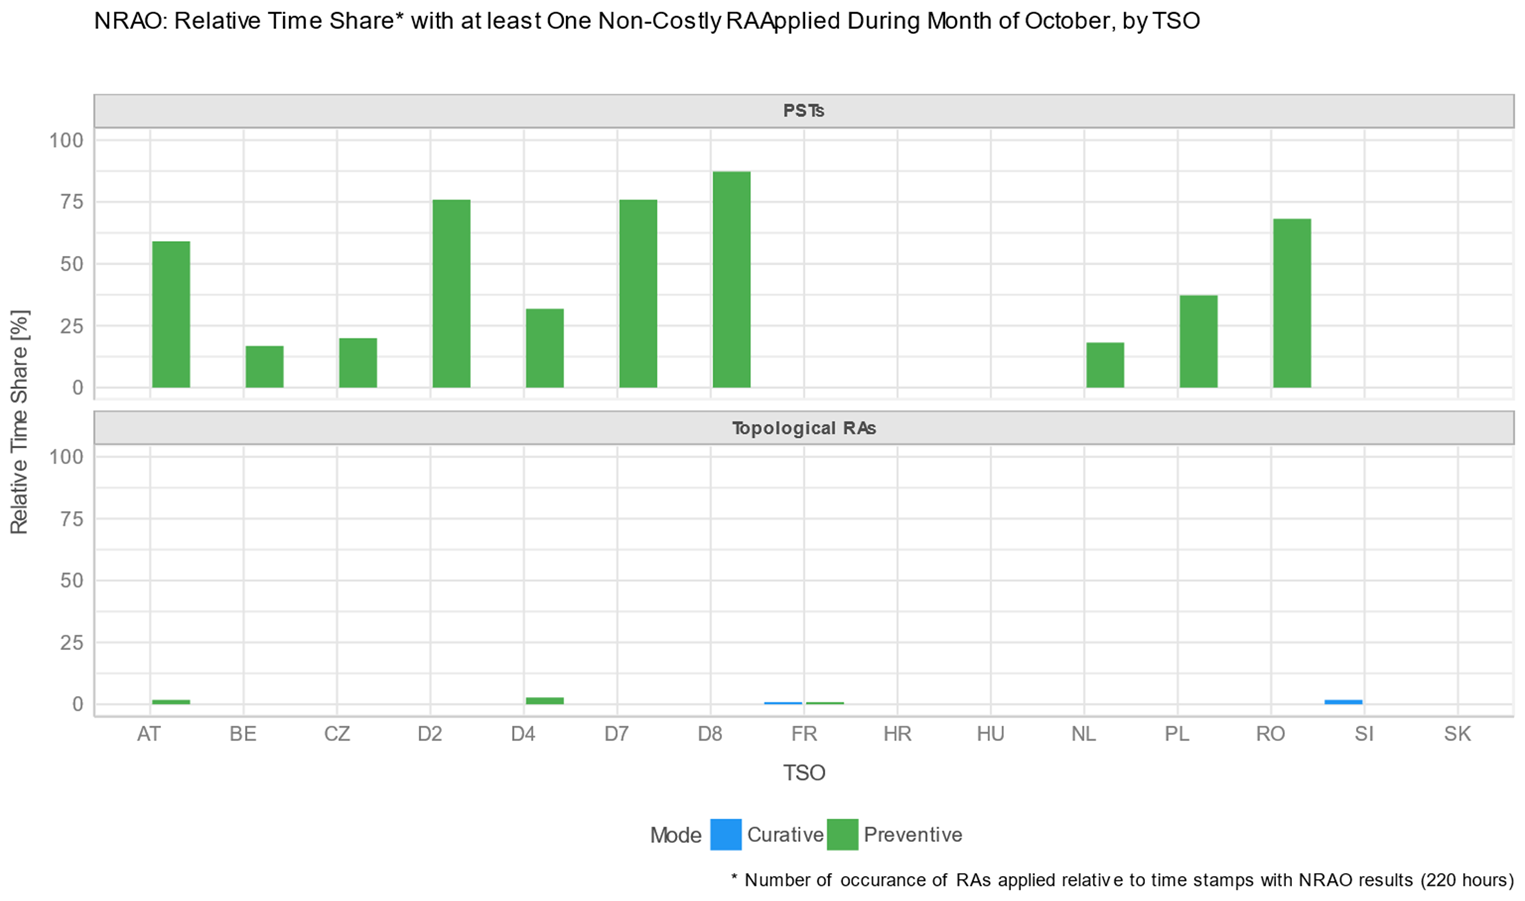 NRAO: Relative Time Share* with at least One Non-Costly RAApplied During Month of October, by TSO
PSTs
100
75
50
25
0
Topological RAs
100
75
50
25
0
Relative Time Share [%]
AT BE CZ D2 D4 D7 D8 FR HR HU NL PL RO SI SK
TSO
Mode Curative Preventive
* Number of occurance of RAs applied relative to time stamps with NRAO results (220 hours)